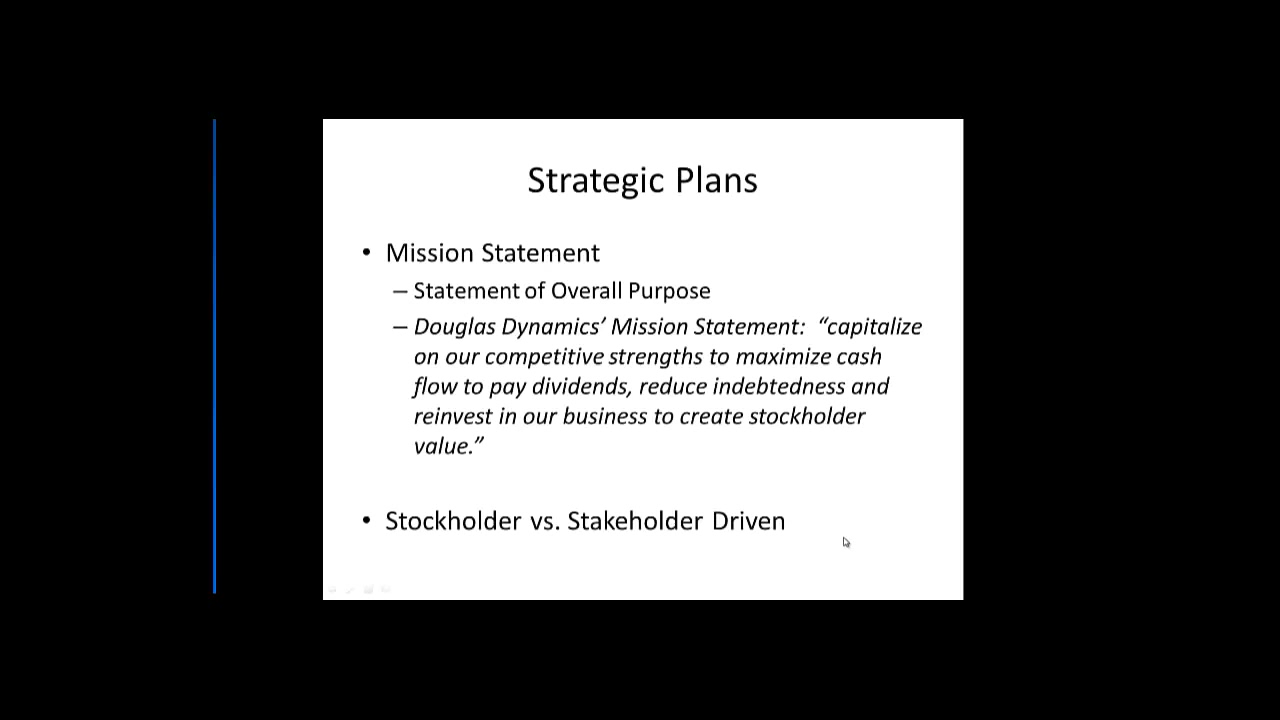 Strategic Plans
• Mission Statement
– Statement of Overall Purpose
– Douglas Dynamics’ Mission Statement:  “capitalize
on our competitive strengths to maximize cash
flow to pay dividends, reduce indebtedness and
reinvest in our business to create stockholder
value.”
• Stockholder vs. Stakeholder Driven